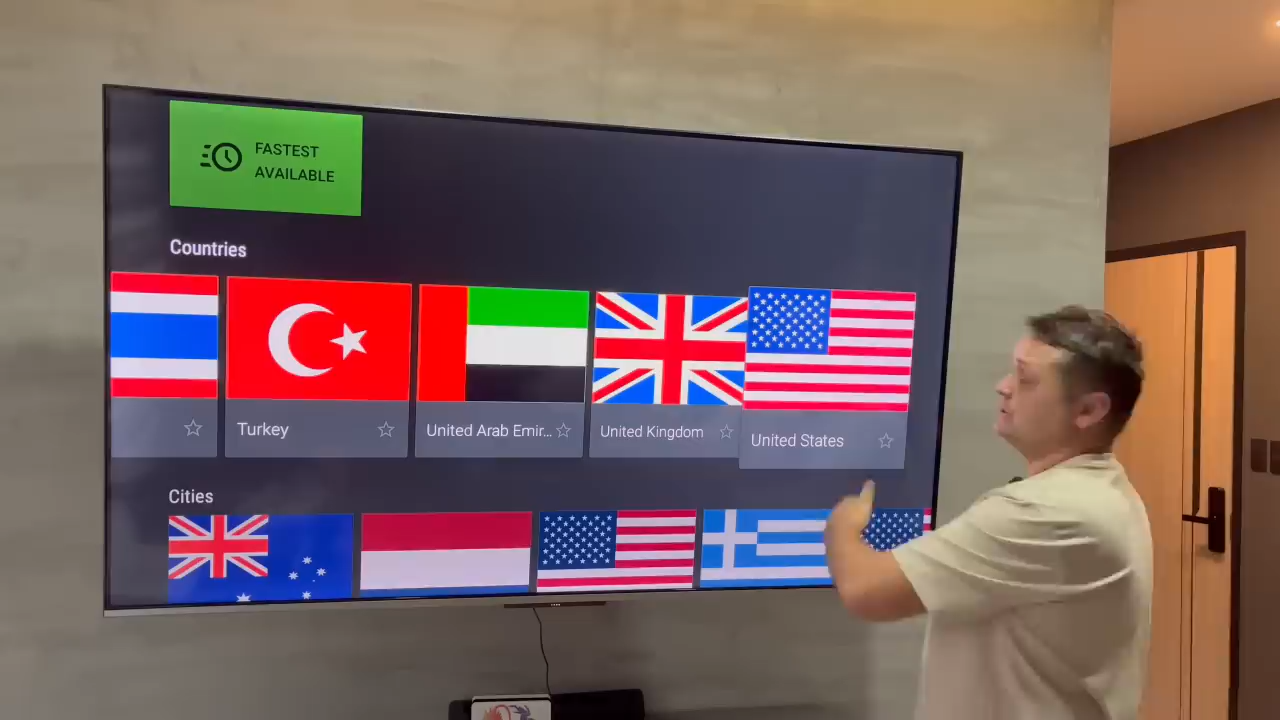 FASTEST
AVAILABLE
Countries
Turkey
United Arab Emir...
United Kingdom
United States
Cities